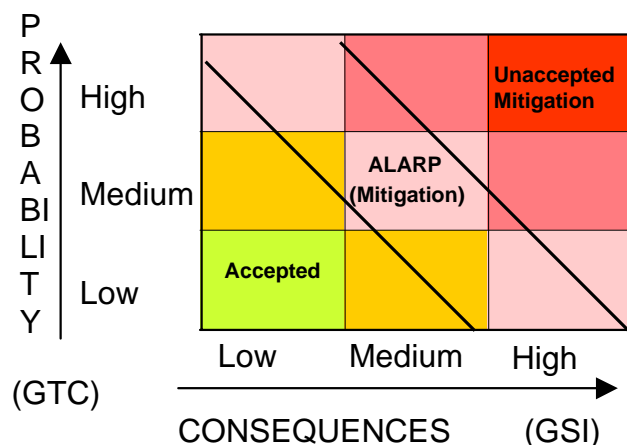 P
R
O
B
A
BI
LI
T
Y
High
Medium
Low
Unaccepted
Mitigation
ALARP
(Mitigation)
Accepted
Low Medium High
(GTC)
CONSEQUENCES (GSI)